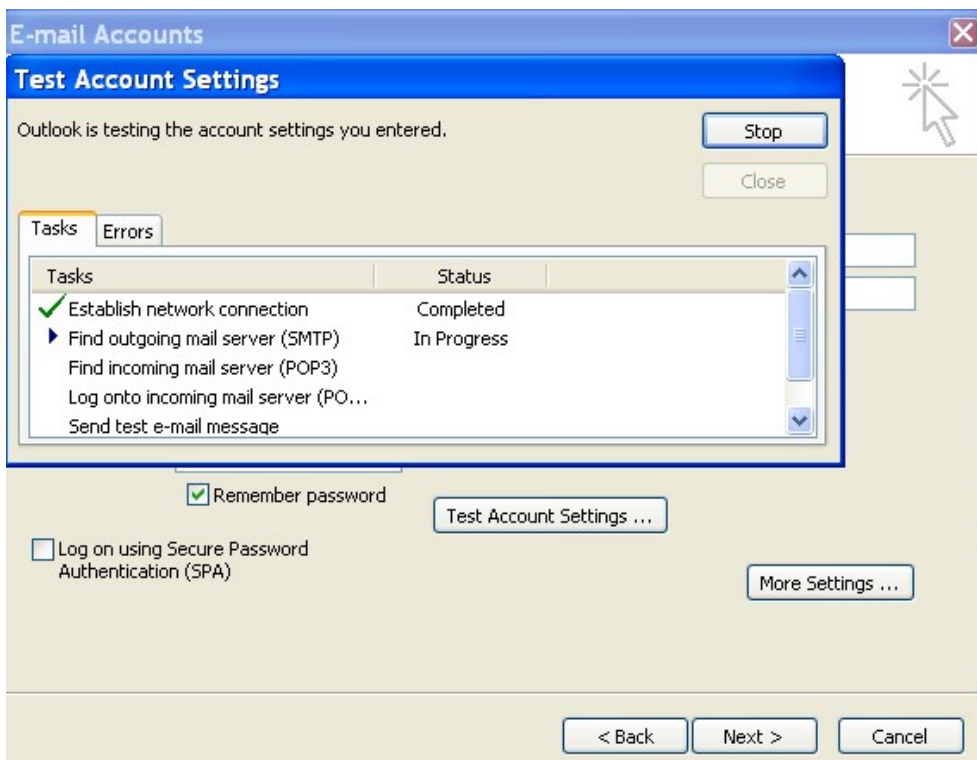 E-mail Accounts
Test Account Settings
Outlook is testing the account settings you entered.
Stop
Close
Tasks Errors
Tasks Status
Establish network connection Completed
Find outgoing mail server (SMTP) In Progress
Find incoming mail server (POP3)
Log onto incoming mail server (PO...
Send test e-mail message
Remember password
Test Account Settings ...
Log on using Secure Password
Authentication (SPA)
More Settings ...
< Back Next > Cancel